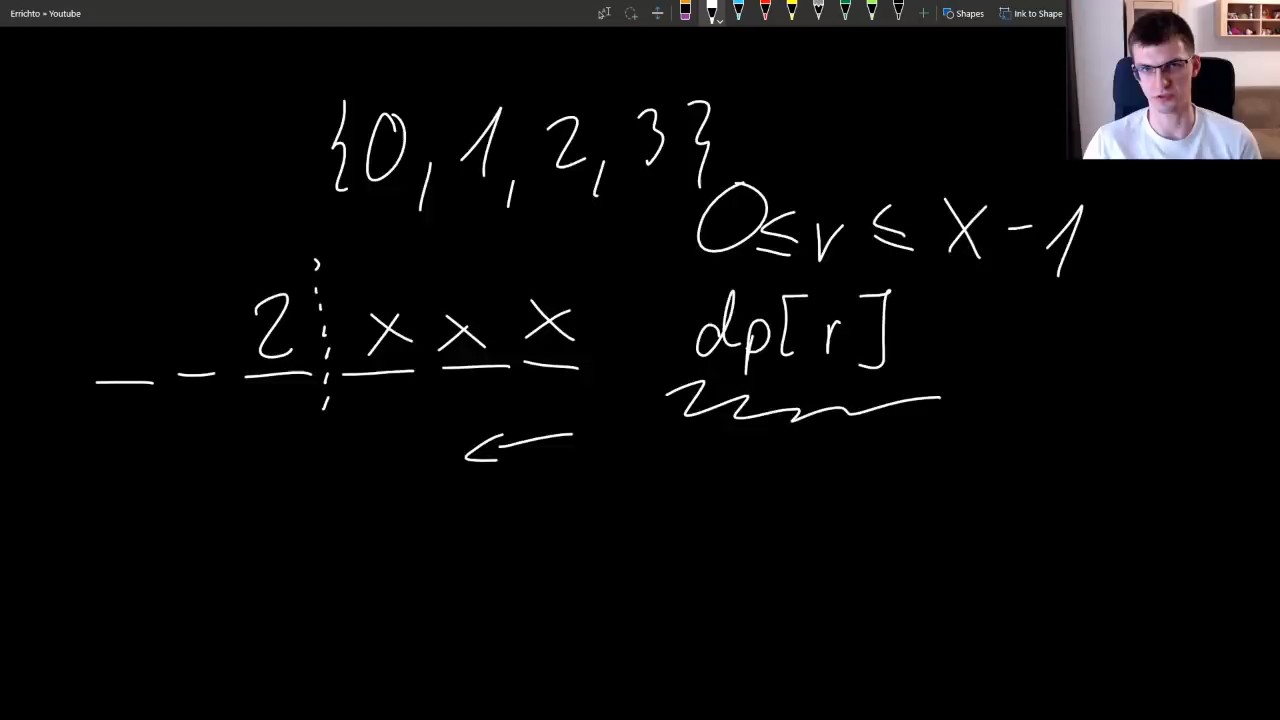 Errichto » Youtube
Shapes
Ink to Shape
{0, 1, 2, 3}
0 ≤ r ≤ X - 1
2 x x x
dp[r]